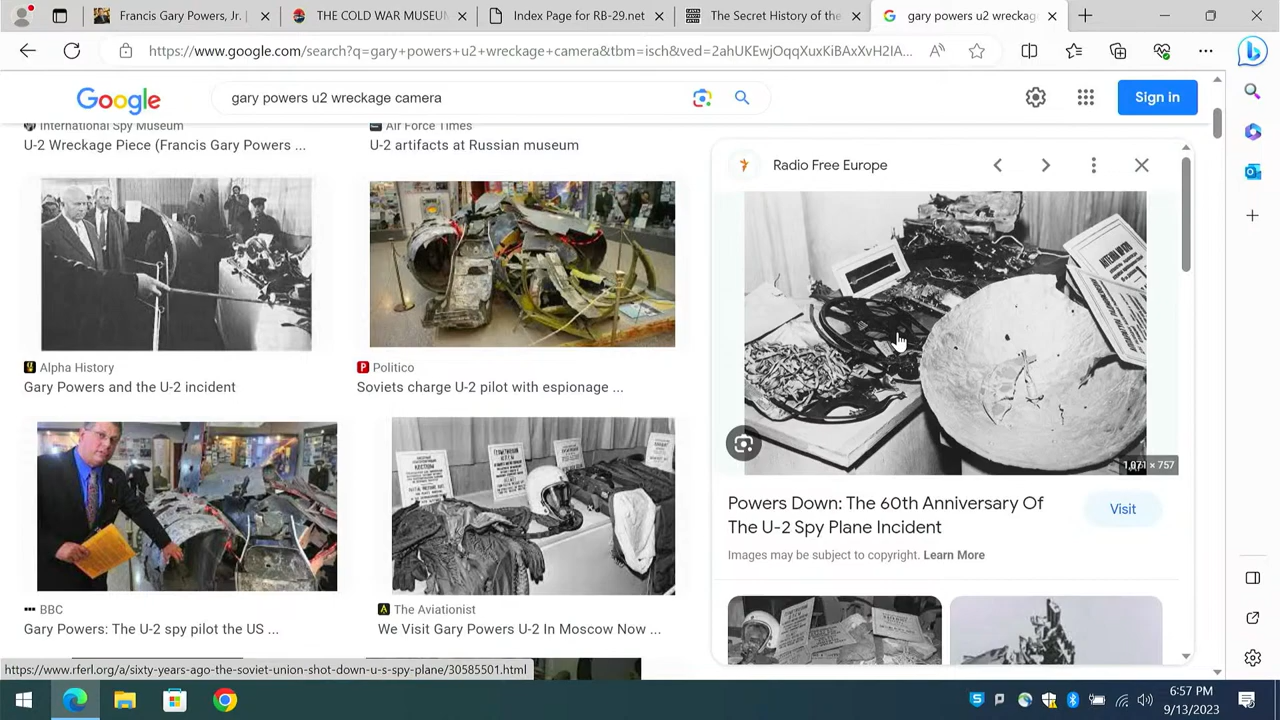 Francis Gary Powers, Jr. |
THE COLD WAR MUSEUM
Index Page for RB-29.net
The Secret History of the
gary powers u2 wreckage
https://www.google.com/search?q=gary+powers+u2+wreckage+camera&tbm=isch&ved=2ahUKEwjOqqXuxKiBAxXvH2IA...
Google
gary powers u2 wreckage camera
Sign in
International Spy Museum
U-2 Wreckage Piece (Francis Gary Powers ...
Air Force Times
U-2 artifacts at Russian museum
Radio Free Europe
Alpha History
Gary Powers and the U-2 incident
Politico
Soviets charge U-2 pilot with espionage ...
1,071 × 757
Powers Down: The 60th Anniversary Of
The U-2 Spy Plane Incident
Visit
Images may be subject to copyright. Learn More
BBC
Gary Powers: The U-2 spy pilot the US ...
The Aviationist
We Visit Gary Powers U-2 In Moscow Now ...
https://www.rferl.org/a/sixty-years-ago-the-soviet-union-shot-down-u-s-spy-plane/30585501.html
6:57 PM
9/13/2023